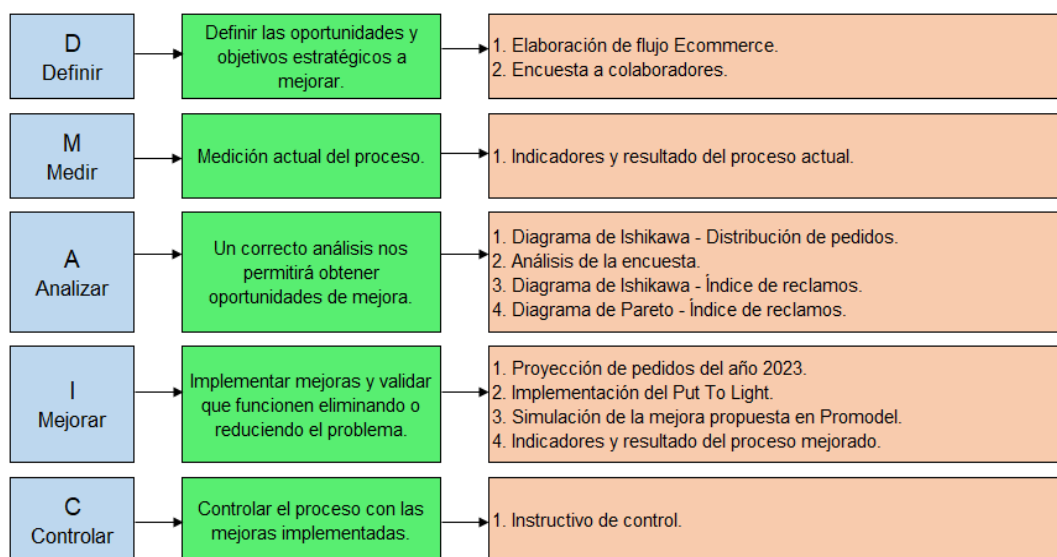 D
Definir
Definir las oportunidades y
objetivos estratégicos a
mejorar.
1. Elaboración de flujo Ecommerce.
2. Encuesta a colaboradores.
M
Medir
Medición actual del proceso.
1. Indicadores y resultado del proceso actual.
A
Analizar
Un correcto análisis nos
permitirá obtener
oportunidades de mejora.
1. Diagrama de Ishikawa - Distribución de pedidos.
2. Análisis de la encuesta.
3. Diagrama de Ishikawa - Índice de reclamos.
4. Diagrama de Pareto - Índice de reclamos.
I
Mejorar
Implementar mejoras y validar
que funcionen eliminando o
reduciendo el problema.
1. Proyección de pedidos del año 2023.
2. Implementación del Put To Light.
3. Simulación de la mejora propuesta en Promodel.
4. Indicadores y resultado del proceso mejorado.
C
Controlar
Controlar el proceso con las
mejoras implementadas.
1. Instructivo de control.